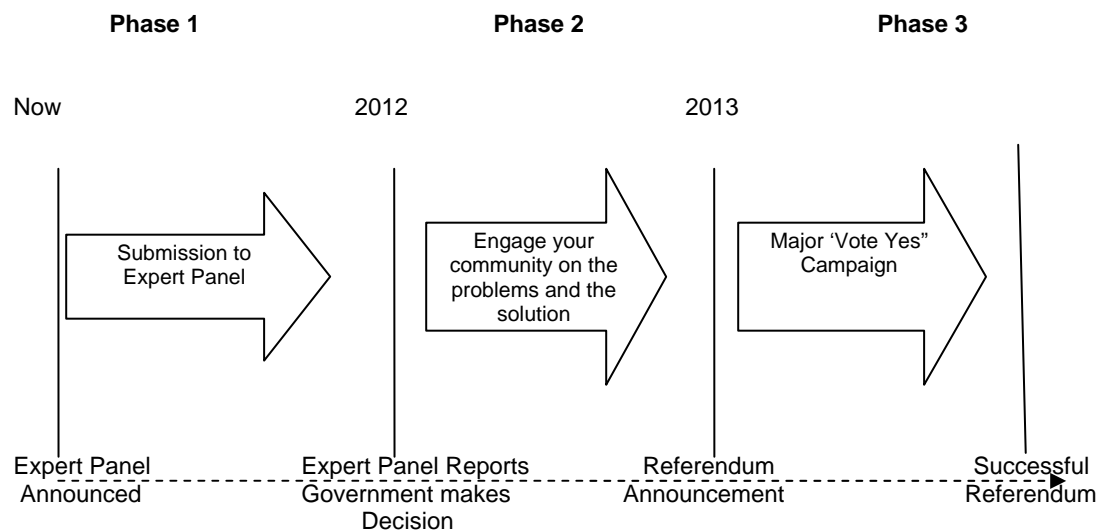 Phase 1
Phase 2
Phase 3
Now
2012
2013
Submission to
Expert Panel
Engage your
community on the
problems and the
solution
Major ‘Vote Yes”
Campaign
Expert Panel
Announced
Expert Panel Reports
Government makes
Decision
Referendum
Announcement
Successful
Referendum